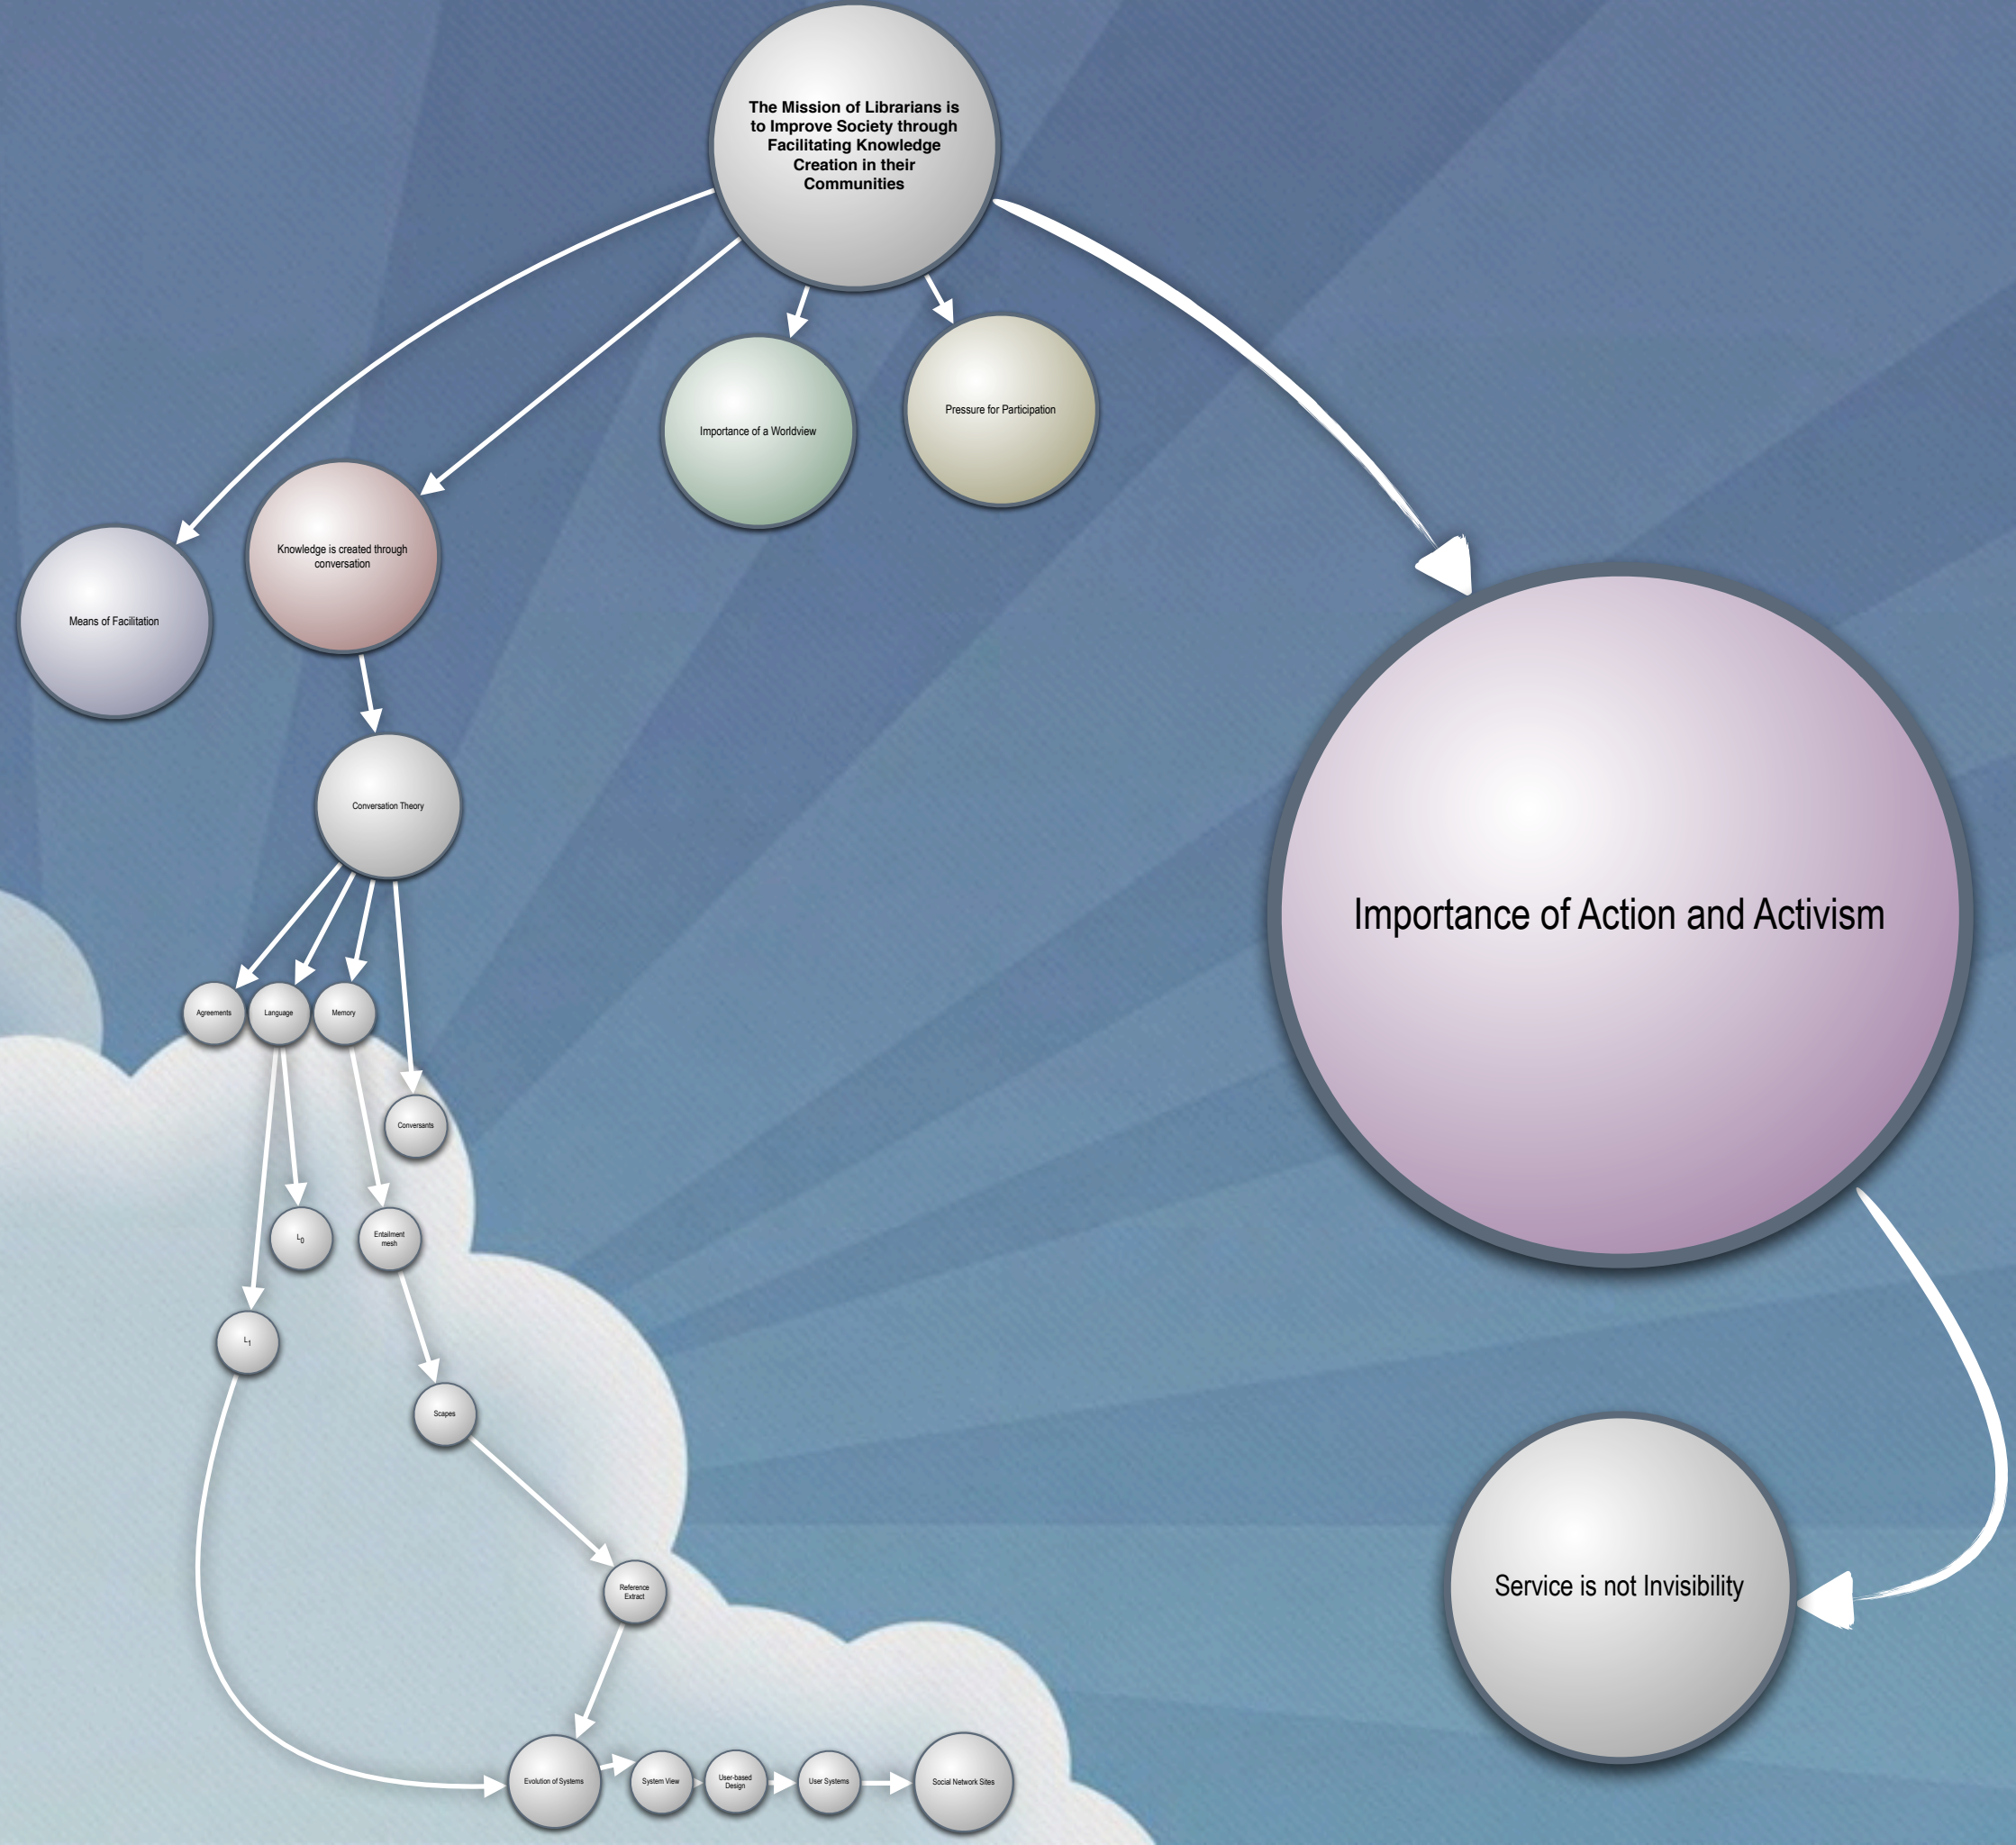 The Mission of Librarians is
to Improve Society through
Facilitating Knowledge
Creation in their
Communities
Importance of a Worldview
Pressure for Participation
Knowledge is created through
conversation
Means of Facilitation
Conversation Theory
Importance of Action and Activism
Agreements
Language
Memory
Conversants
L0
Entailment
mesh
L1
Scapes
Reference
Extract
Service is not Invisibility
Evolution of Systems
System View
User-based
Design
User Systems
Social Network Sites